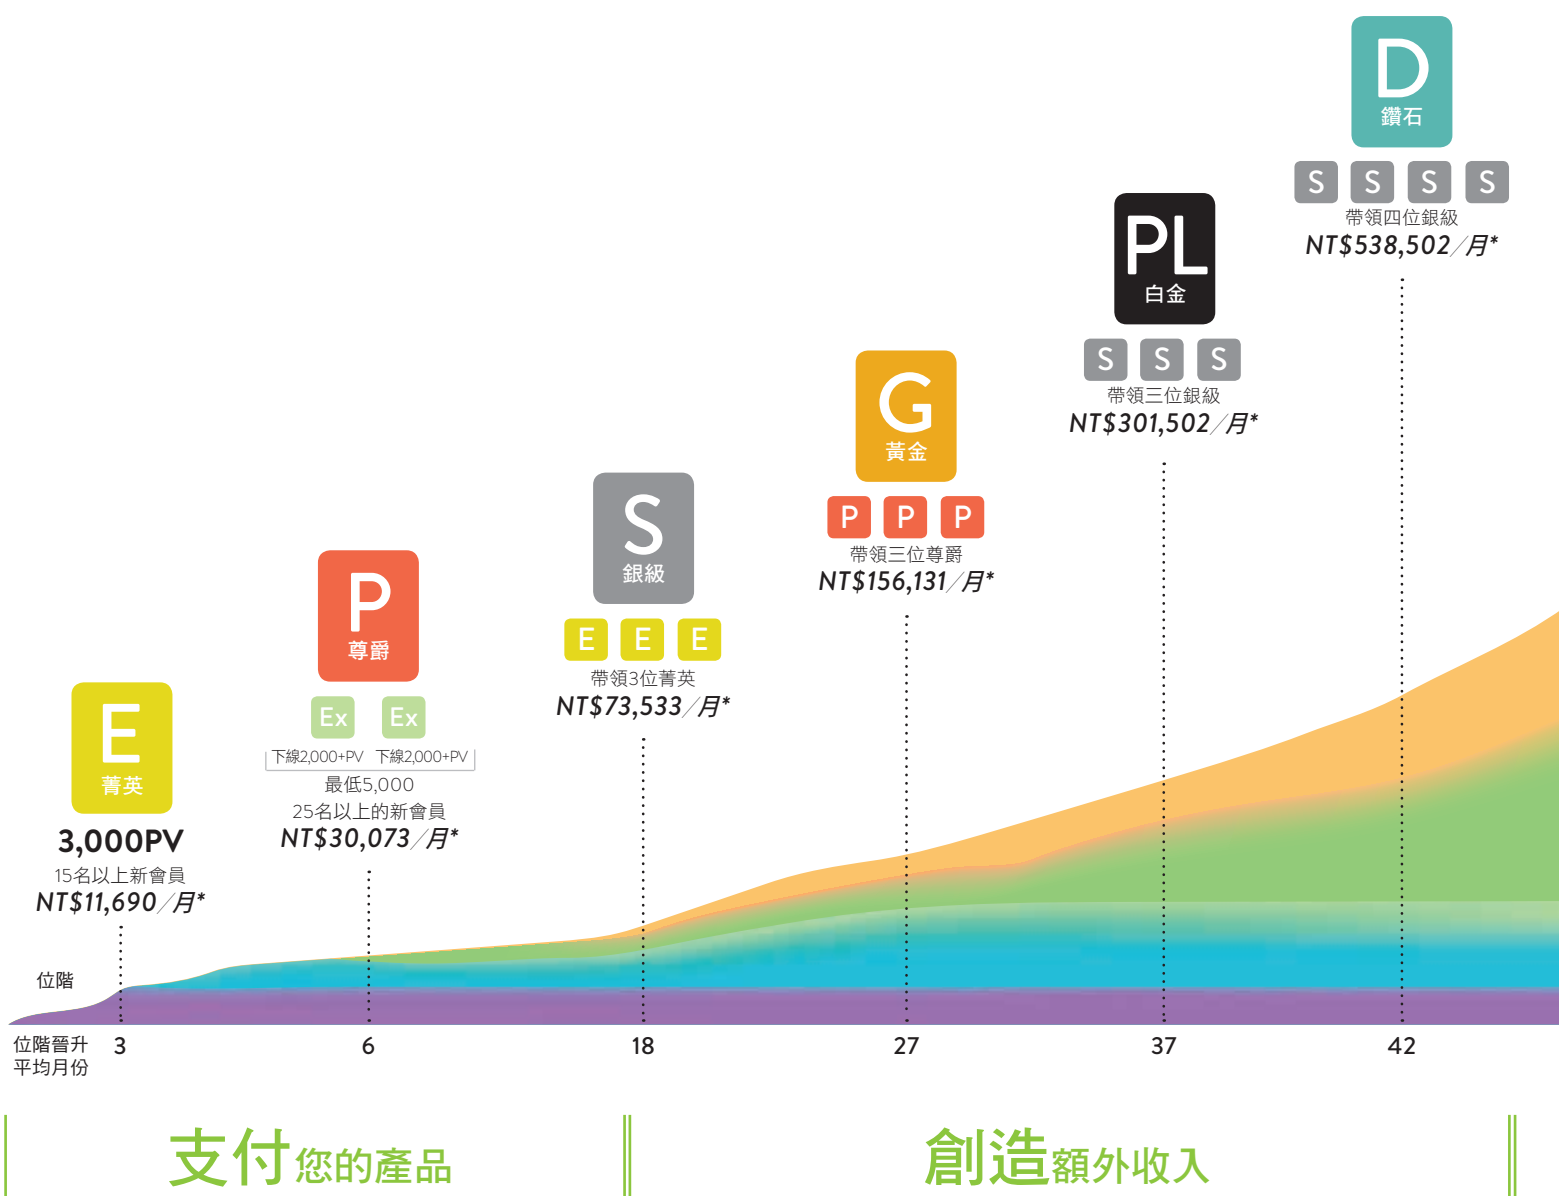 D
鑽石
S S S S
帶領四位銀級
NT$538,502/月*
PL
白金
S S S
帶領三位銀級
NT$301,502/月*
G
黃金
P P P
帶領三位尊爵
NT$156,131/月*
S
銀級
E E E
帶領3位菁英
NT$73,533/月*
P
尊爵
Ex Ex
下線2,000+PV 下線2,000+PV
最低5,000
25名以上的新會員
NT$30,073/月*
E
菁英
3,000PV
15名以上新會員
NT$11,690/月*
位階
位階晉升
平均月份
3 6 18 27 37 42
支付您的產品
創造額外收入